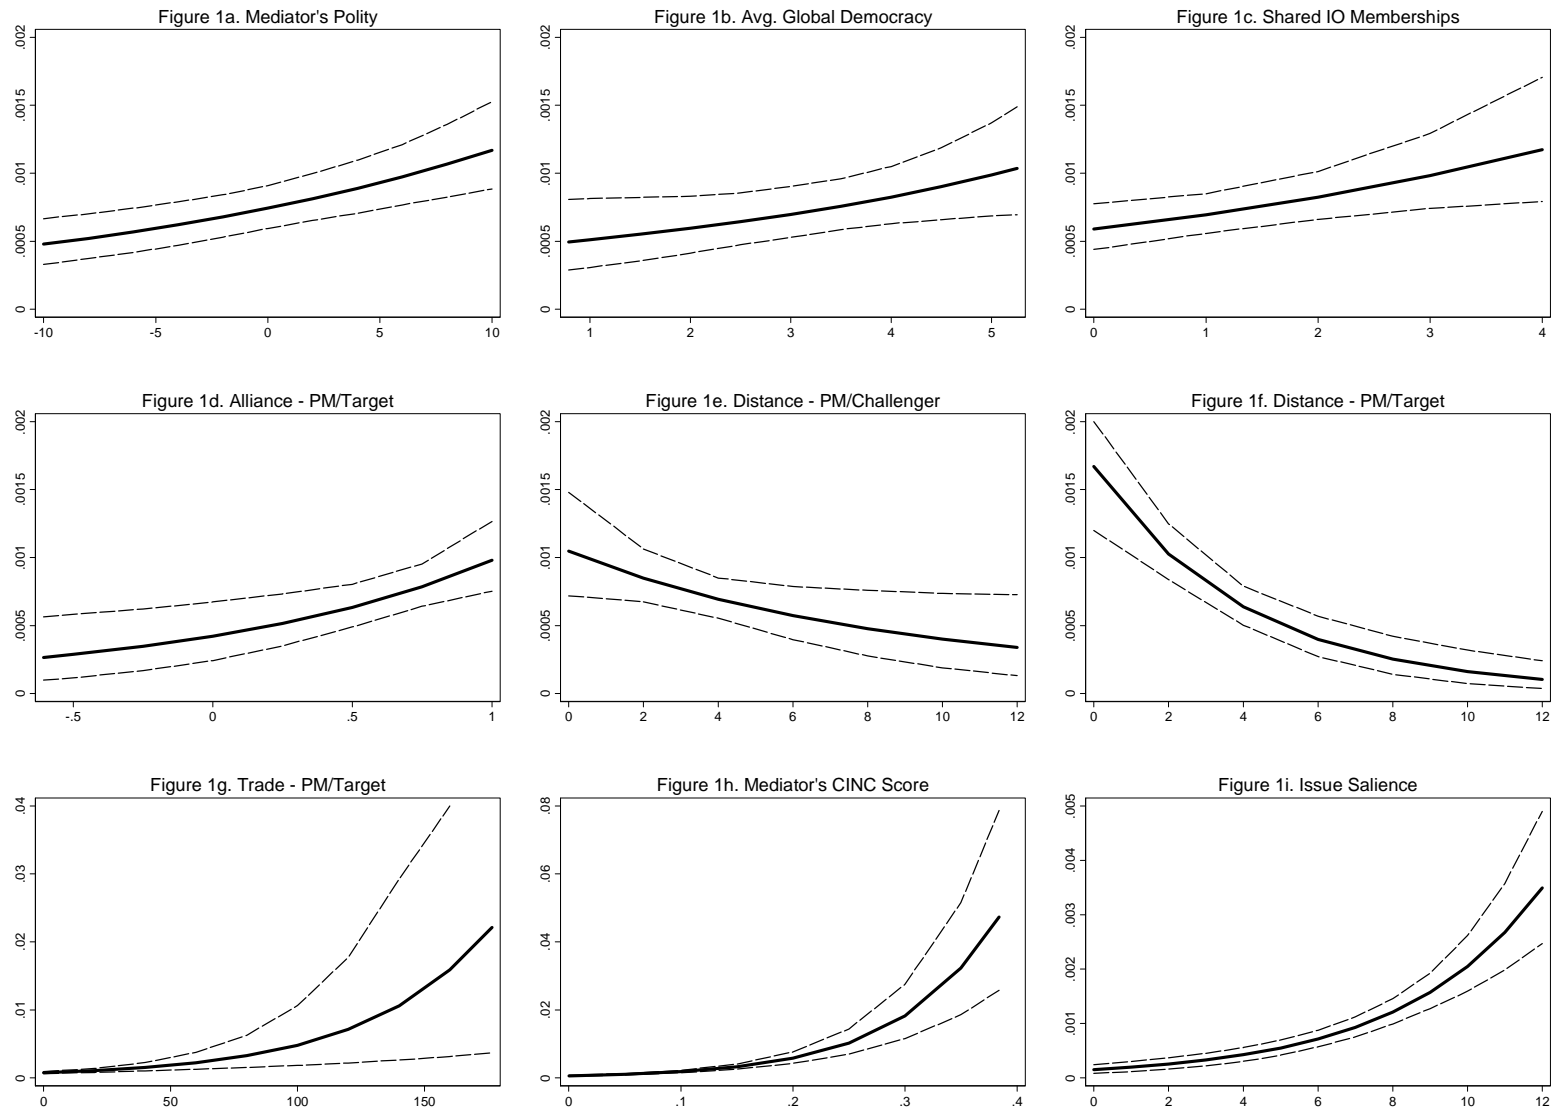 Figure 1a. Mediator's Polity
.002
.0015
.001
.0005
0
-10 -5 0 5 10
Figure 1b. Avg. Global Democracy
.002
.0015
.001
.0005
0
1 2 3 4 5
Figure 1c. Shared IO Memberships
.002
.0015
.001
.0005
0
0 1 2 3 4
Figure 1d. Alliance - PM/Target
.002
.0015
.001
.0005
0
-.5 0 .5 1
Figure 1e. Distance - PM/Challenger
.002
.0015
.001
.0005
0
0 2 4 6 8 10 12
Figure 1f. Distance - PM/Target
.002
.0015
.001
.0005
0
0 2 4 6 8 10 12
Figure 1g. Trade - PM/Target
.04
.03
.02
.01
0
0 50 100 150
Figure 1h. Mediator's CINC Score
.08
.06
.04
.02
0
0 .1 .2 .3 .4
Figure 1i. Issue Salience
.005
.004
.003
.002
.001
0
0 2 4 6 8 10 12